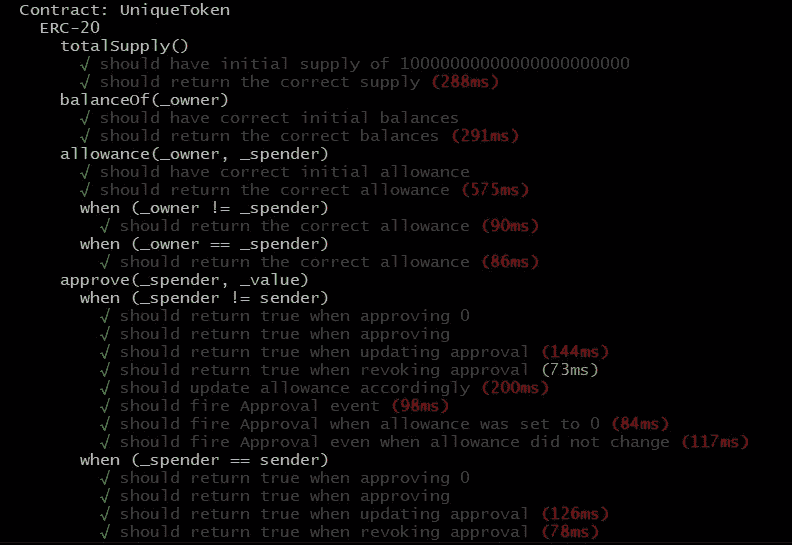 Contract: UniqueToken
ERC-20
totalSupply()
√ should have initial supply of 10000000000000000000000
√ should return the correct supply (288ms)
balanceOf(_owner)
√ should have correct initial balances
√ should return the correct balances (291ms)
allowance(_owner, _spender)
√ should have correct initial allowance
√ should return the correct allowance (575ms)
when (_owner != _spender)
√ should return the correct allowance (90ms)
when (_owner == _spender)
√ should return the correct allowance (86ms)
approve(_spender, _value)
when (_spender != sender)
√ should return true when approving 0
√ should return true when approving
√ should return true when updating approval (144ms)
√ should return true when revoking approval (73ms)
√ should update allowance accordingly (200ms)
√ should fire Approval event (98ms)
√ should fire Approval when allowance was set to 0 (84ms)
√ should fire Approval even when allowance did not change (117ms)
when (_spender == sender)
√ should return true when approving 0
√ should return true when approving
√ should return true when updating approval (126ms)
√ should return true when revoking approval (78ms)